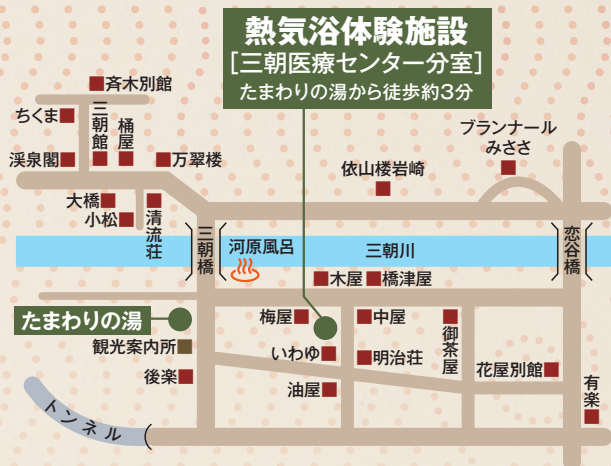 熱気浴体験施設
[三朝医療センター分室]
たまわりの湯から徒歩約3分
斉木別館
ちくま
三朝館
桶屋
渓泉閣
万翠楼
ブランナール
みささ
依山楼岩崎
大橋
小松
清流荘
三朝橋
河原風呂
三朝川
恋谷橋
木屋
橋津屋
たまわりの湯
梅屋
中屋
御茶屋
観光案内所
いわゆ
明治荘
花屋別館
後楽
油屋
有楽
トンネル